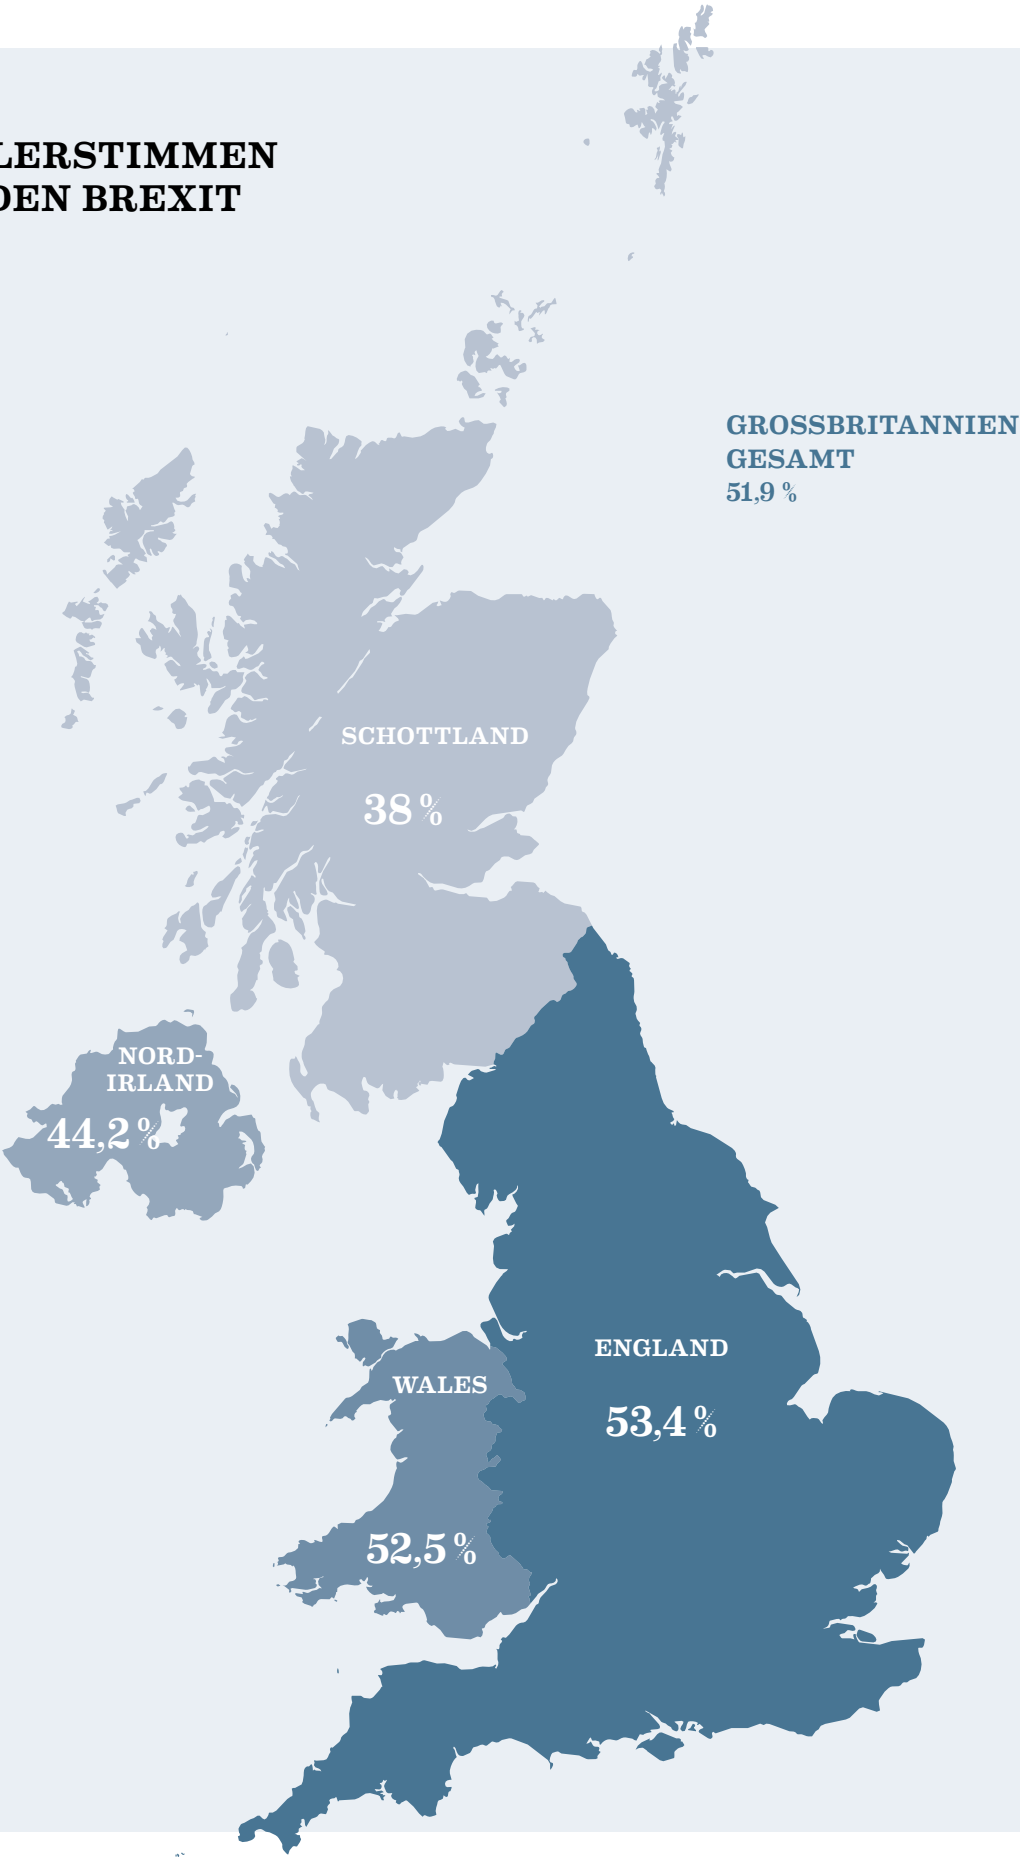 LERSTIMMEN
DEN BREXIT
GROSSBRITANNIEN
GESAMT
51,9 %
SCHOTTLAND
38 %
NORD-
IRLAND
44,2 %
ENGLAND
53,4 %
WALES
52,5 %